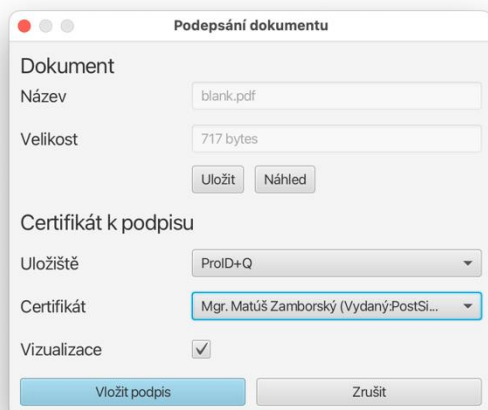 Podepsání dokumentu
Dokument
Název blank.pdf
Velikost 717 bytes
Uložit Náhled
Certifikát k podpisu
Uložiště ProID+Q
Certifikát Mgr. Matúš Zamborský (Vydaný:PostSi...
Vizualizace
Vložit podpis Zrušit